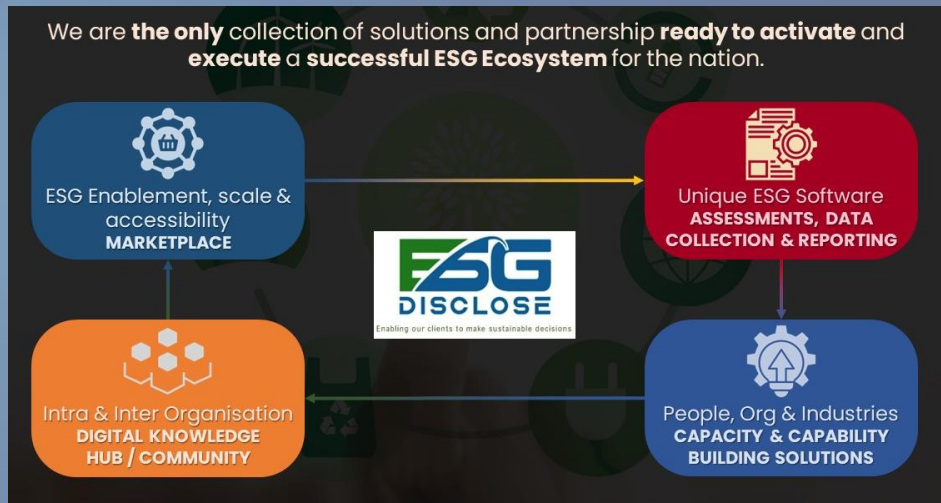 We are the only collection of solutions and partnership ready to activate and
execute a successful ESG Ecosystem for the nation.
ESG Enablement, scale &
accessibility
MARKETPLACE
Unique ESG Software
ASSESSMENTS, DATA
COLLECTION & REPORTING
ESG
DISCLOSE
Enabling our clients to make sustainable decisions
Intra & Inter Organisation
DIGITAL KNOWLEDGE
HUB / COMMUNITY
People, Org & Industries
CAPACITY & CAPABILITY
BUILDING SOLUTIONS